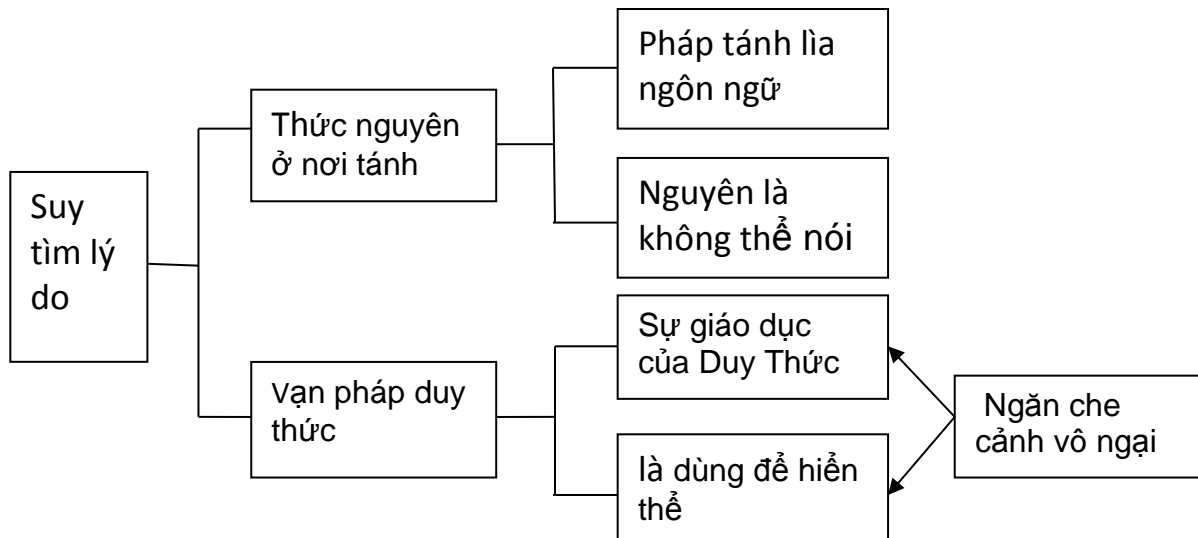 Suy
tìm lý
do
Thức nguyên
ở nơi tánh
Pháp tánh lìa
ngôn ngữ
Nguyên là
không thể nói
Vạn pháp duy
thức
Sự giáo dục
của Duy Thức
là dùng để hiển
thể
Ngăn che
cảnh vô ngại